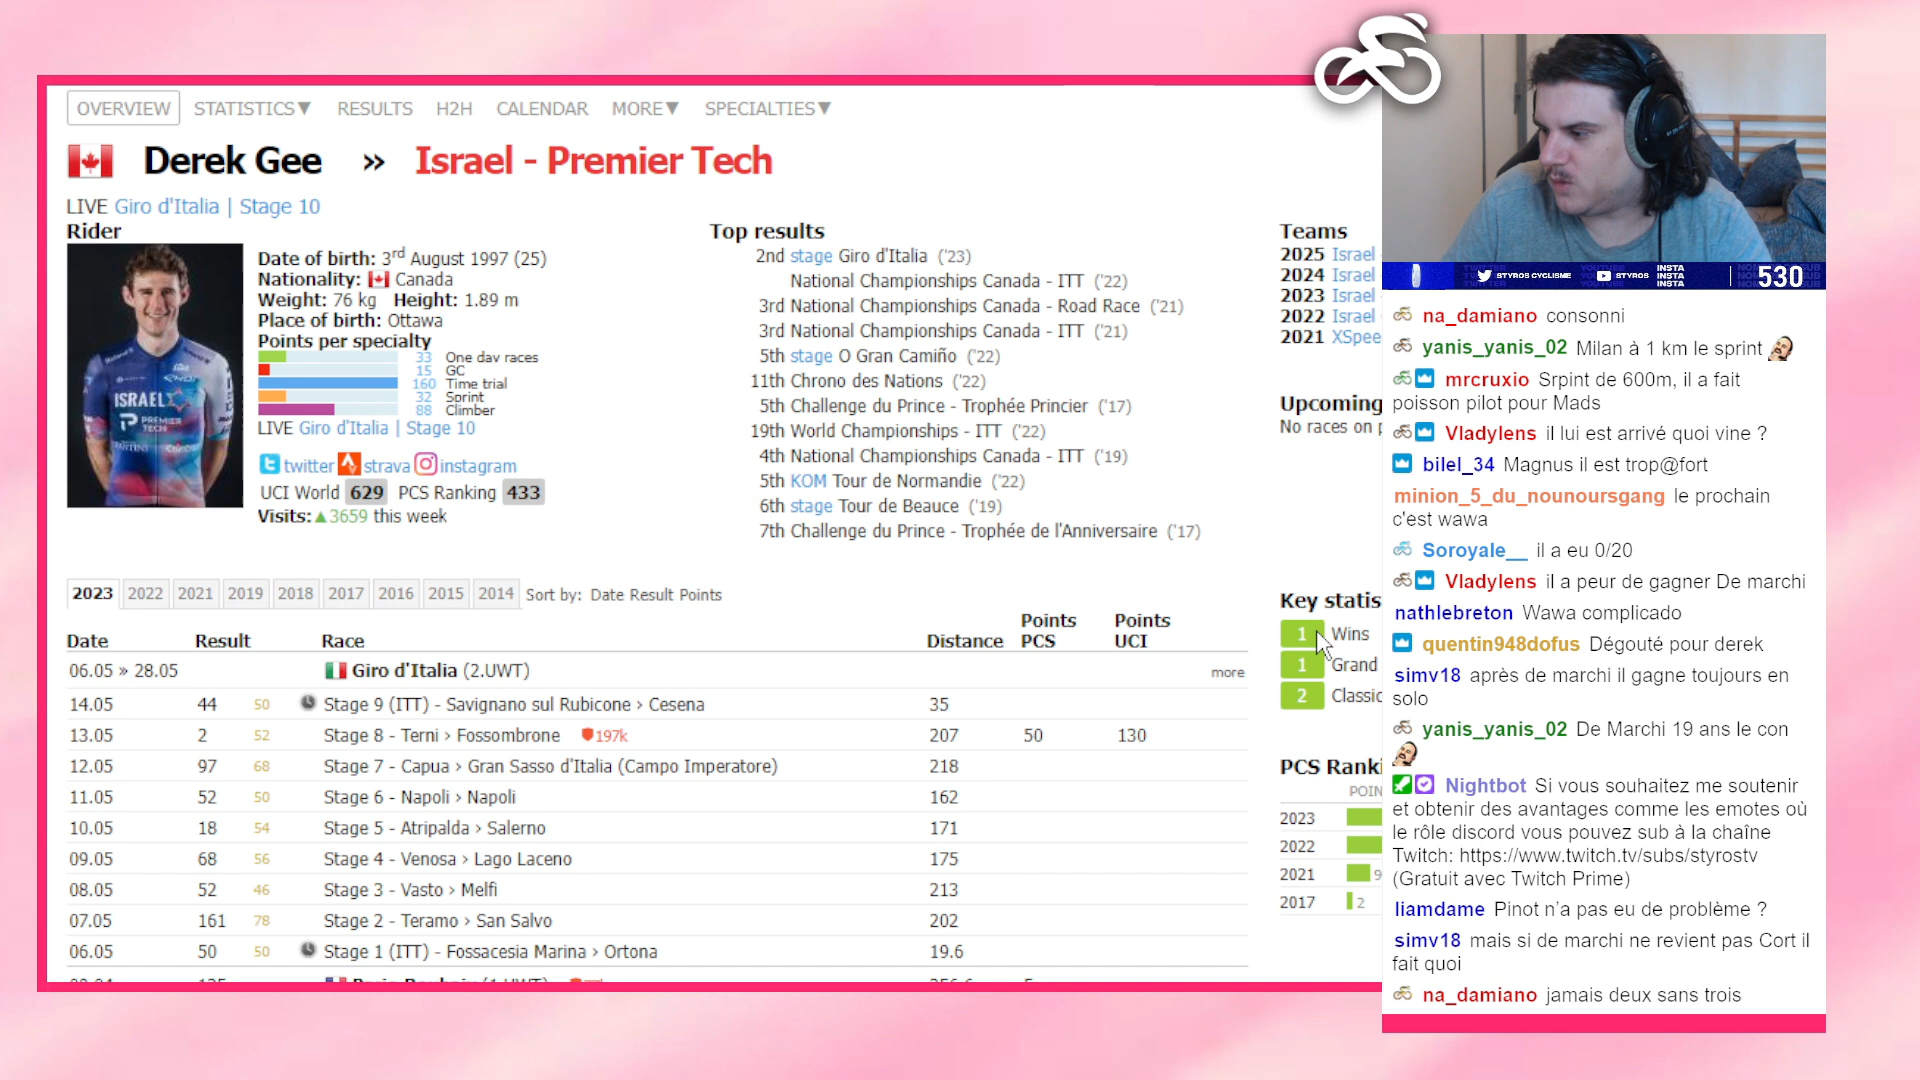 OVERVIEW STATISTICS▼ RESULTS H2H CALENDAR MORE▼ SPECIALTIES▼
Derek Gee » Israel - Premier Tech
LIVE Giro d'Italia | Stage 10
Rider
Date of birth: 3rd August 1997 (25)
Nationality: Canada
Weight: 76 kg Height: 1.89 m
Place of birth: Ottawa
Points per specialty
33 One day races
15 GC
160 Time trial
32 Sprint
88 Climber
LIVE Giro d'Italia | Stage 10
twitter strava instagram
UCI World 629 PCS Ranking 433
Visits: ▲3659 this week
ISRAEL
PREMIER
TECH
Top results
2nd stage Giro d'Italia ('23)
National Championships Canada - ITT ('22)
3rd National Championships Canada - Road Race ('21)
3rd National Championships Canada - ITT ('21)
5th stage O Gran Camiño ('22)
11th Chrono des Nations ('22)
5th Challenge du Prince - Trophée Princier ('17)
19th World Championships - ITT ('22)
4th National Championships Canada - ITT ('19)
5th KOM Tour de Normandie ('22)
6th stage Tour de Beauce ('19)
7th Challenge du Prince - Trophée de l'Anniversaire ('17)
Teams
2025 Israel
2024 Israel
2023 Israel
2022 Israel
2021 XSpee
Upcoming
No races on p
2023 2022 2021 2019 2018 2017 2016 2015 2014 Sort by: Date Result Points
Date Result Race Distance Points PCS Points UCI
06.05 » 28.05 Giro d'Italia (2.UWT) more
14.05 44 50 Stage 9 (ITT) - Savignano sul Rubicone › Cesena 35
13.05 2 52 Stage 8 - Terni › Fossombrone 197k 207 50 130
12.05 97 68 Stage 7 - Capua › Gran Sasso d'Italia (Campo Imperatore) 218
11.05 52 50 Stage 6 - Napoli › Napoli 162
10.05 18 54 Stage 5 - Atripalda › Salerno 171
09.05 68 56 Stage 4 - Venosa › Lago Laceno 175
08.05 52 46 Stage 3 - Vasto › Melfi 213
07.05 161 78 Stage 2 - Teramo › San Salvo 202
06.05 50 50 Stage 1 (ITT) - Fossacesia Marina › Ortona 19.6
Key statis
1 Wins
1 Grand
2 Classic
PCS Ranki
POIN
2023
2022
2021 9
2017 2
STYROS CYCLISME STYROS INSTA INSTA 530
na_damiano consonni
yanis_yanis_02 Milan à 1 km le sprint
mrcruxio Srpint de 600m, il a fait
poisson pilot pour Mads
Vladylens il lui est arrivé quoi vine ?
bilel_34 Magnus il est trop@fort
minion_5_du_nounoursgang le prochain
c'est wawa
Soroyale__ il a eu 0/20
Vladylens il a peur de gagner De marchi
nathlebreton Wawa complicado
quentin948dofus Dégouté pour derek
simv18 après de marchi il gagne toujours en
solo
yanis_yanis_02 De Marchi 19 ans le con
Nightbot Si vous souhaitez me soutenir
et obtenir des avantages comme les emotes où
le rôle discord vous pouvez sub à la chaîne
Twitch: https://www.twitch.tv/subs/styrostv
(Gratuit avec Twitch Prime)
liamdame Pinot n'a pas eu de problème ?
simv18 mais si de marchi ne revient pas Cort il
fait quoi
na_damiano jamais deux sans trois